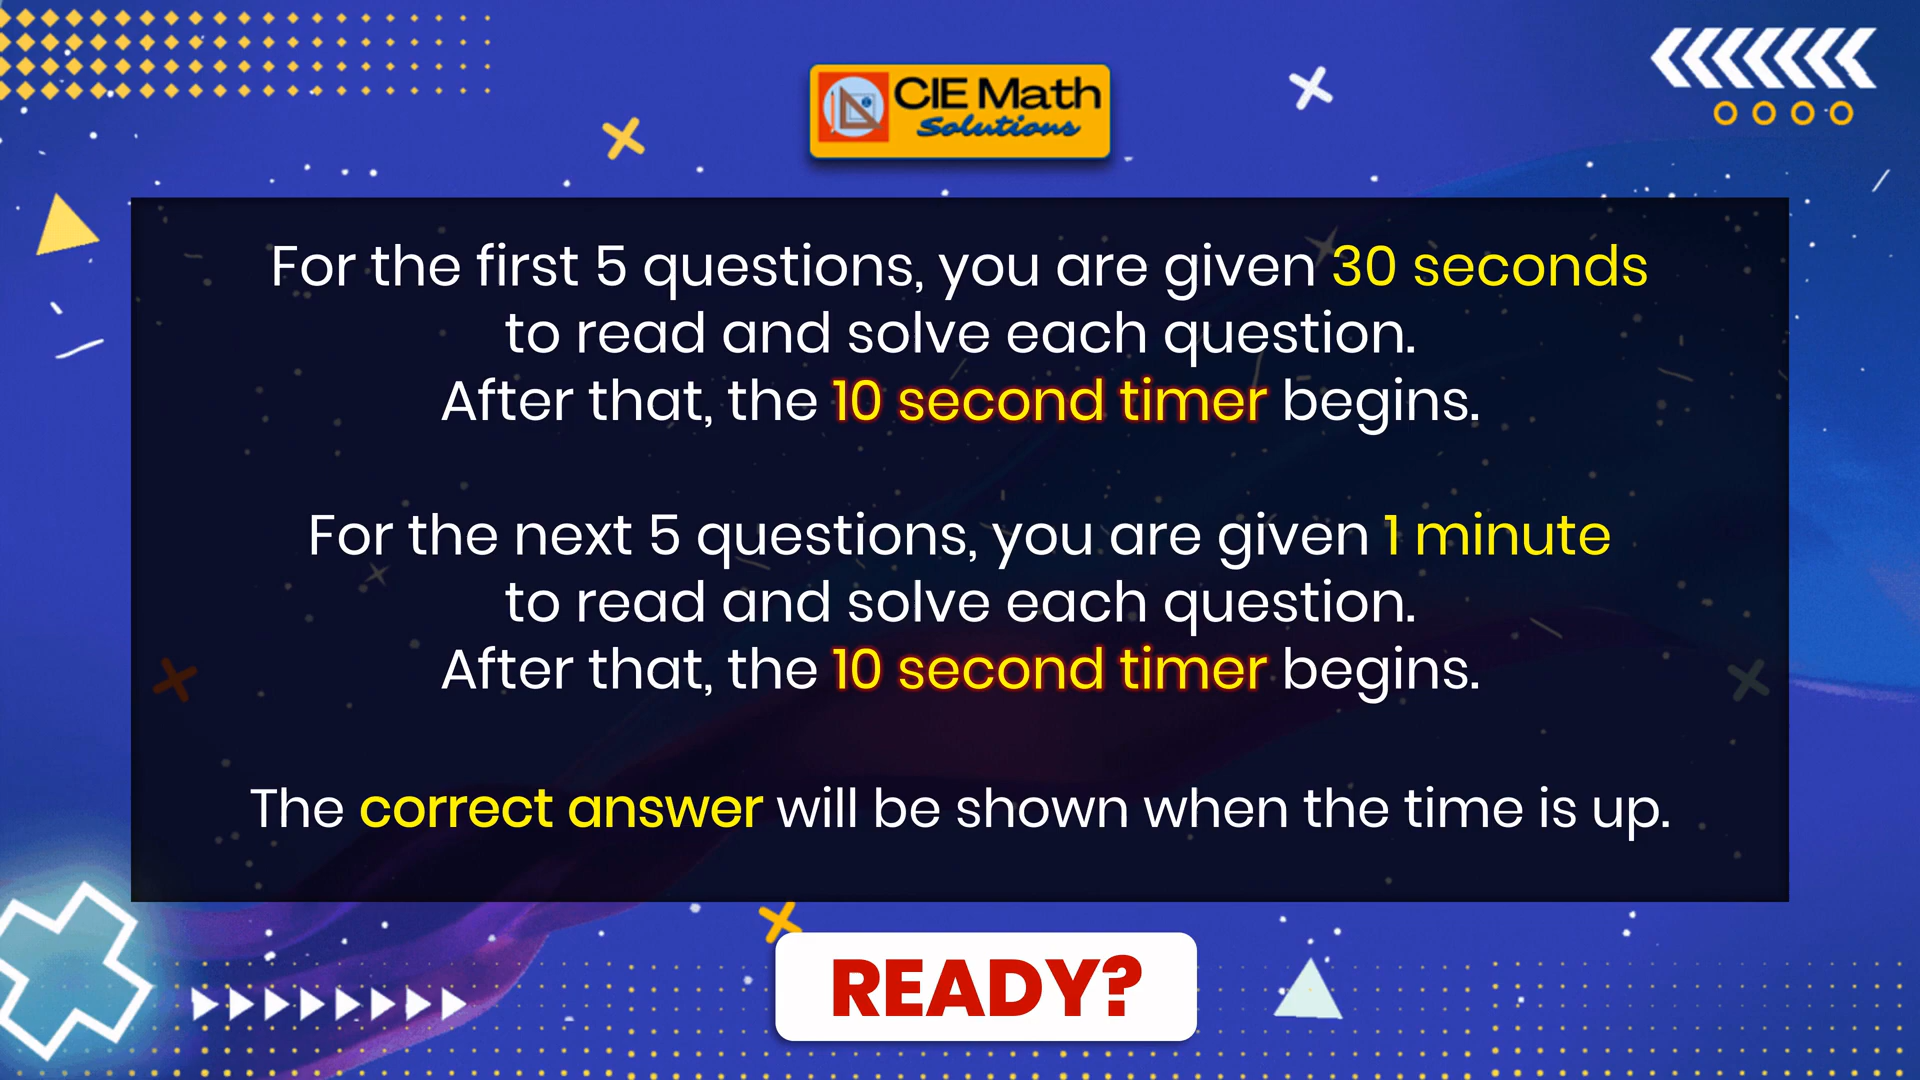 CIE Math
Solutions
For the first 5 questions, you are given 30 seconds
to read and solve each question.
After that, the 10 second timer begins.
For the next 5 questions, you are given 1 minute
to read and solve each question.
After that, the 10 second timer begins.
The correct answer will be shown when the time is up.
READY?